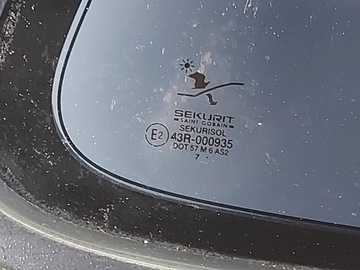 SEKURIT
SAINT-GOBAIN
SEKURISOL
E2 43R-000935
DOT 57 M 6 AS2
7